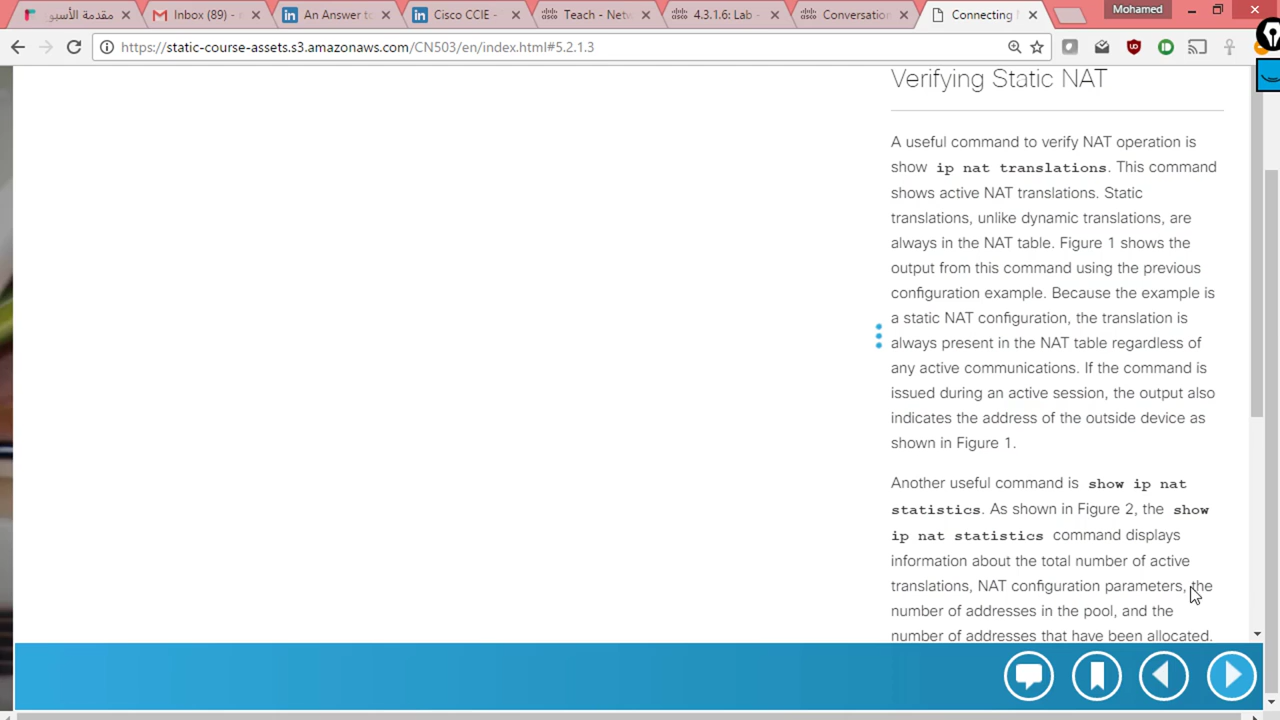 Mohamed
مقدمة الأسبو
Inbox (89) -
An Answer to
Cisco CCIE -
Teach - Netw
4.3.1.6: Lab -
Conversation
Connecting
https://static-course-assets.s3.amazonaws.com/CN503/en/index.html#5.2.1.3
Verifying Static NAT
A useful command to verify NAT operation is
show ip nat translations. This command
shows active NAT translations. Static
translations, unlike dynamic translations, are
always in the NAT table. Figure 1 shows the
output from this command using the previous
configuration example. Because the example is
a static NAT configuration, the translation is
always present in the NAT table regardless of
any active communications. If the command is
issued during an active session, the output also
indicates the address of the outside device as
shown in Figure 1.
Another useful command is show ip nat
statistics. As shown in Figure 2, the show
ip nat statistics command displays
information about the total number of active
translations, NAT configuration parameters, the
number of addresses in the pool, and the
number of addresses that have been allocated.